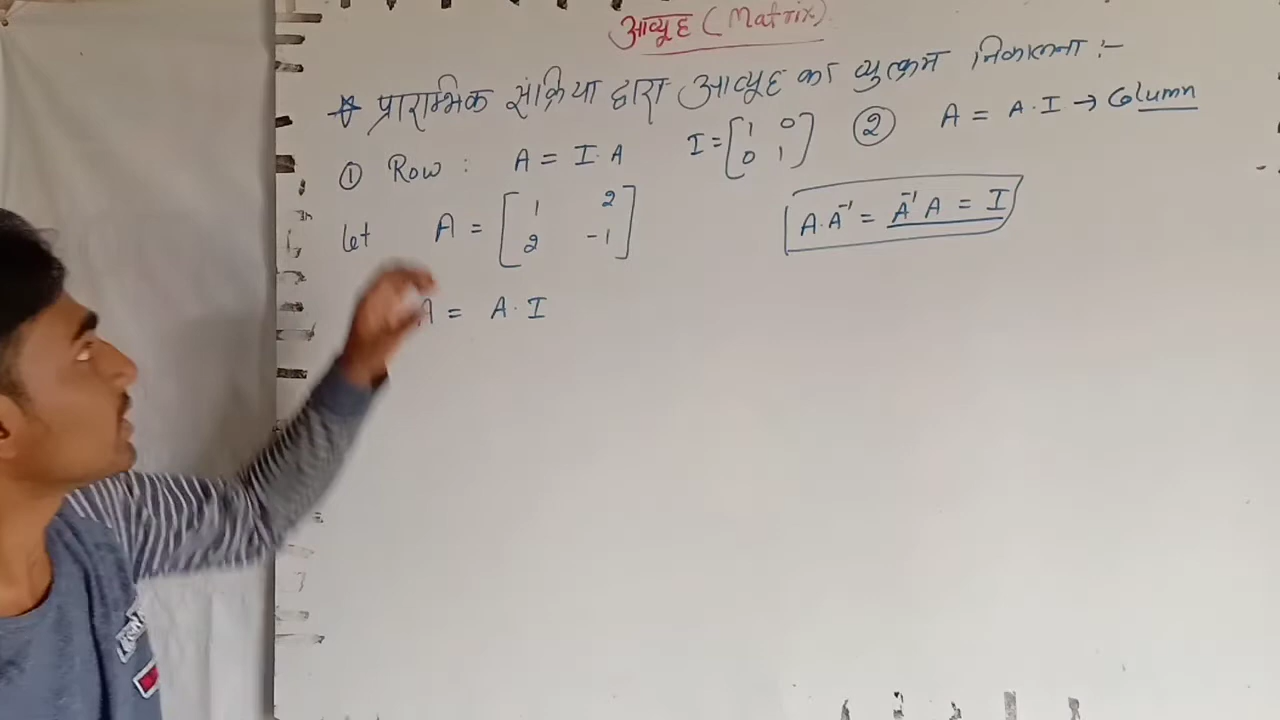 आव्यूह (Matrix)
* प्रारम्भिक संक्रिया द्वारा आव्यूह का व्युत्क्रम निकालना :-
① Row : A = I. A I = [1 0 0 1] ② A = A. I → Column
Let A = [1 2 2 -1] A. A⁻¹ = A⁻¹ A = I
A = A. I